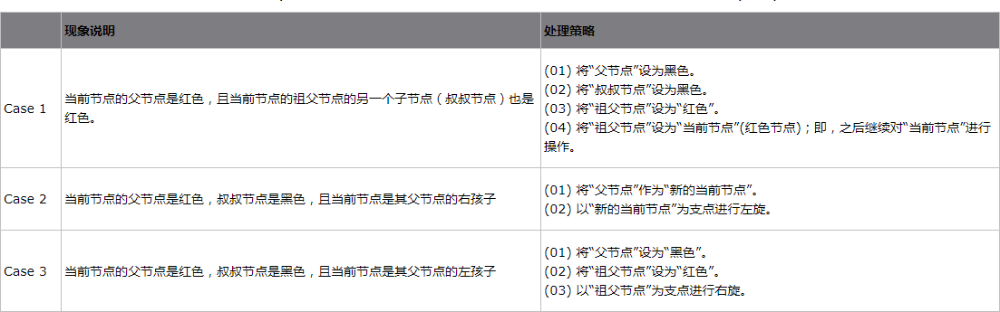 现象说明
处理策略
Case 1
当前节点的父节点是红色，且当前节点的祖父节点的另一个子节点（叔叔节点）也是
红色。
(01) 将“父节点”设为黑色。
(02) 将“叔叔节点”设为黑色。
(03) 将“祖父节点”设为“红色”。
(04) 将“祖父节点”设为“当前节点”(红色节点)；即，之后继续对“当前节点”进行
操作。
Case 2
当前节点的父节点是红色，叔叔节点是黑色，且当前节点是其父节点的右孩子
(01) 将“父节点”作为“新的当前节点”。
(02) 以“新的当前节点”为支点进行左旋。
Case 3
当前节点的父节点是红色，叔叔节点是黑色，且当前节点是其父节点的左孩子
(01) 将“父节点”设为“黑色”。
(02) 将“祖父节点”设为“红色”。
(03) 以“祖父节点”为支点进行右旋。